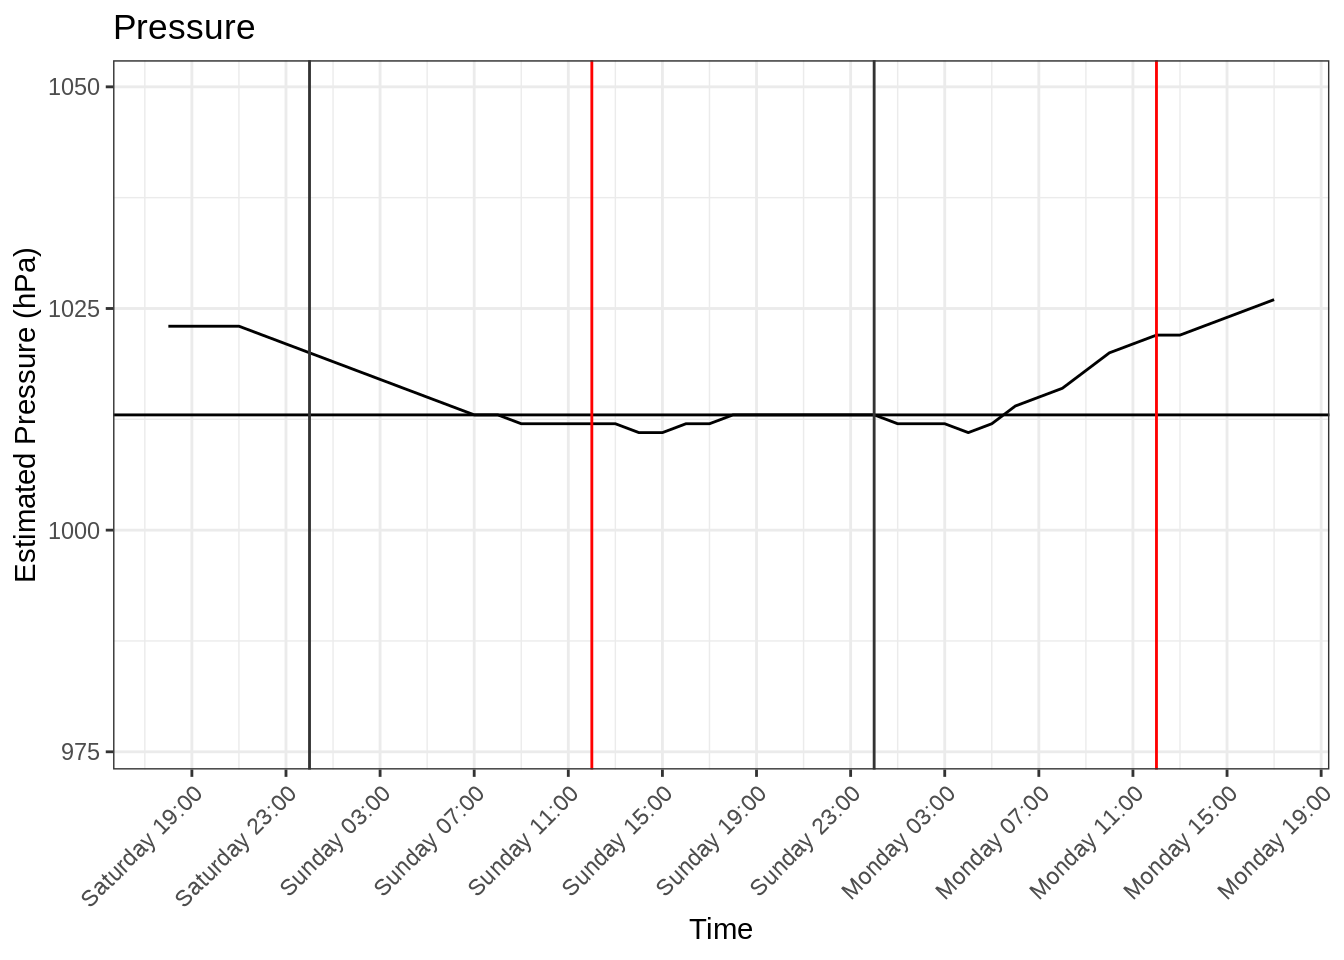 Pressure
Estimated Pressure (hPa)
1050
1025
1000
975
Saturday 19:00
Saturday 23:00
Sunday 03:00
Sunday 07:00
Sunday 11:00
Sunday 15:00
Sunday 19:00
Sunday 23:00
Monday 03:00
Monday 07:00
Monday 11:00
Monday 15:00
Monday 19:00
Time